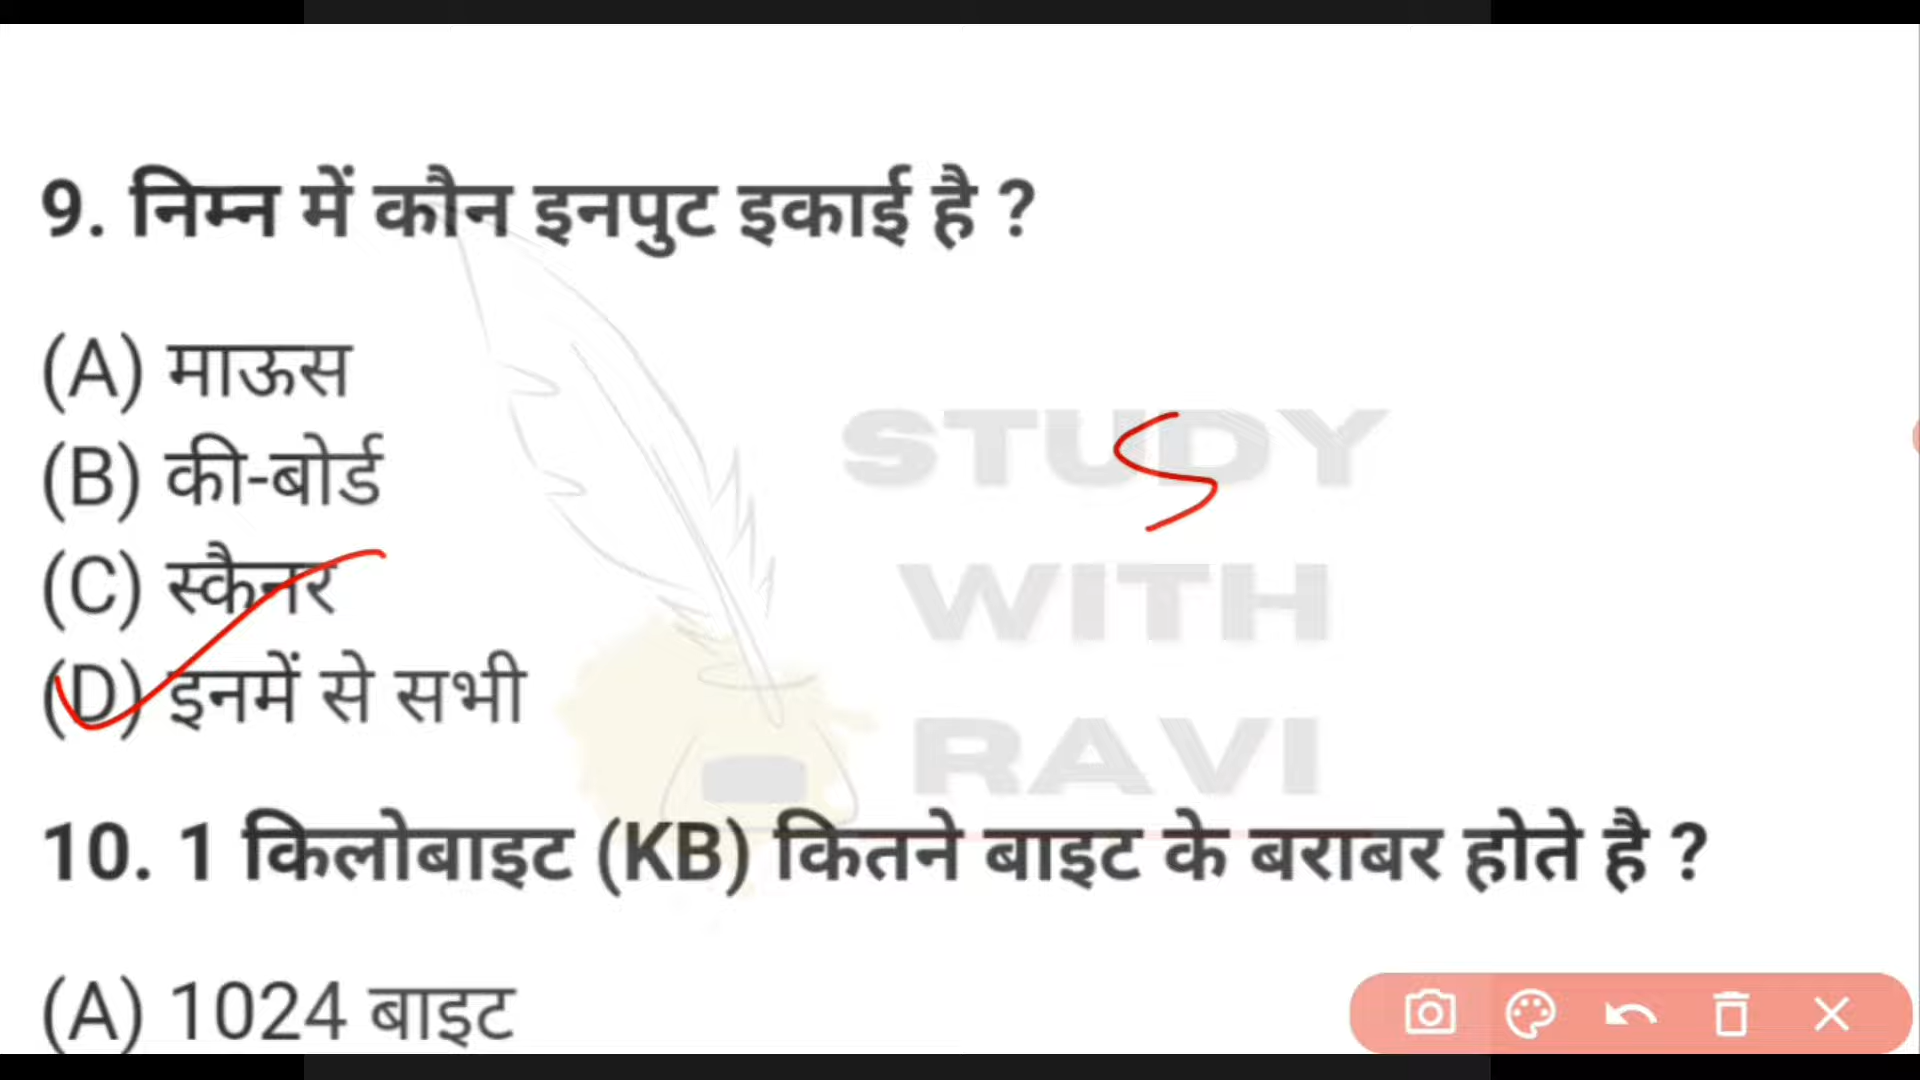 9. निम्न में कौन इनपुट इकाई है ?
(A) माऊस
(B) की-बोर्ड
(C) स्कैनर
(D) इनमें से सभी
STUDY
WITH
RAVI
S
10. 1 किलोबाइट (KB) कितने बाइट के बराबर होते है ?
(A) 1024 बाइट